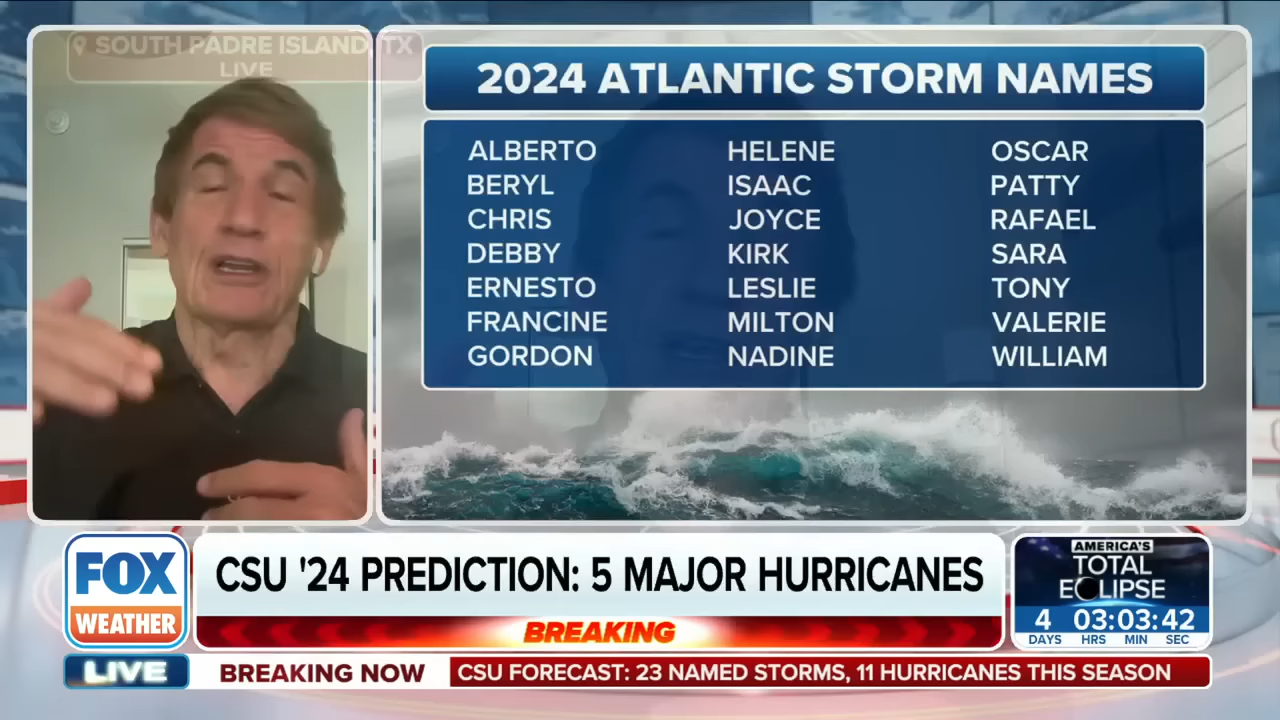 SOUTH PADRE ISLAND, TX
LIVE
2024 ATLANTIC STORM NAMES
ALBERTO
BERYL
CHRIS
DEBBY
ERNESTO
FRANCINE
GORDON
HELENE
ISAAC
JOYCE
KIRK
LESLIE
MILTON
NADINE
OSCAR
PATTY
RAFAEL
SARA
TONY
VALERIE
WILLIAM
FOX
WEATHER
CSU '24 PREDICTION: 5 MAJOR HURRICANES
BREAKING
AMERICA'S
TOTAL
ECLIPSE
4 03:03:42
DAYS HRS MIN SEC
LIVE
BREAKING NOW
CSU FORECAST: 23 NAMED STORMS, 11 HURRICANES THIS SEASON